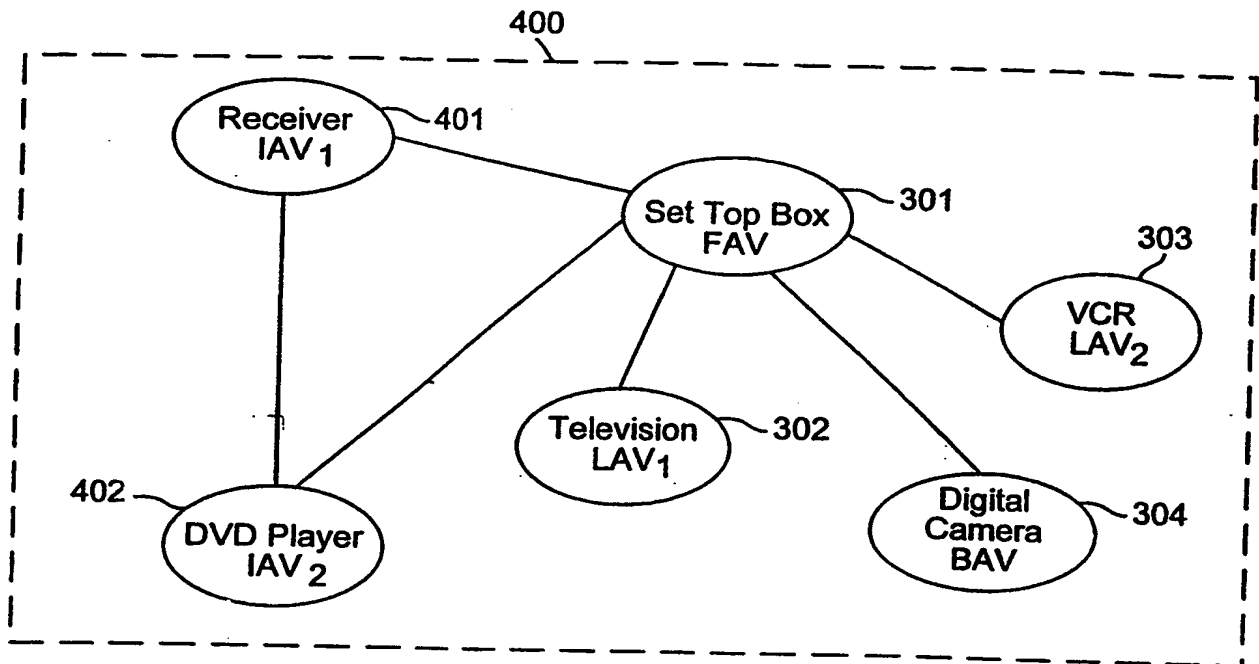 400
Receiver
IAV1
401
Set Top Box
FAV
301
303
VCR
LAV2
Television
LAV1
302
402
DVD Player
IAV2
Digital
Camera
BAV
304